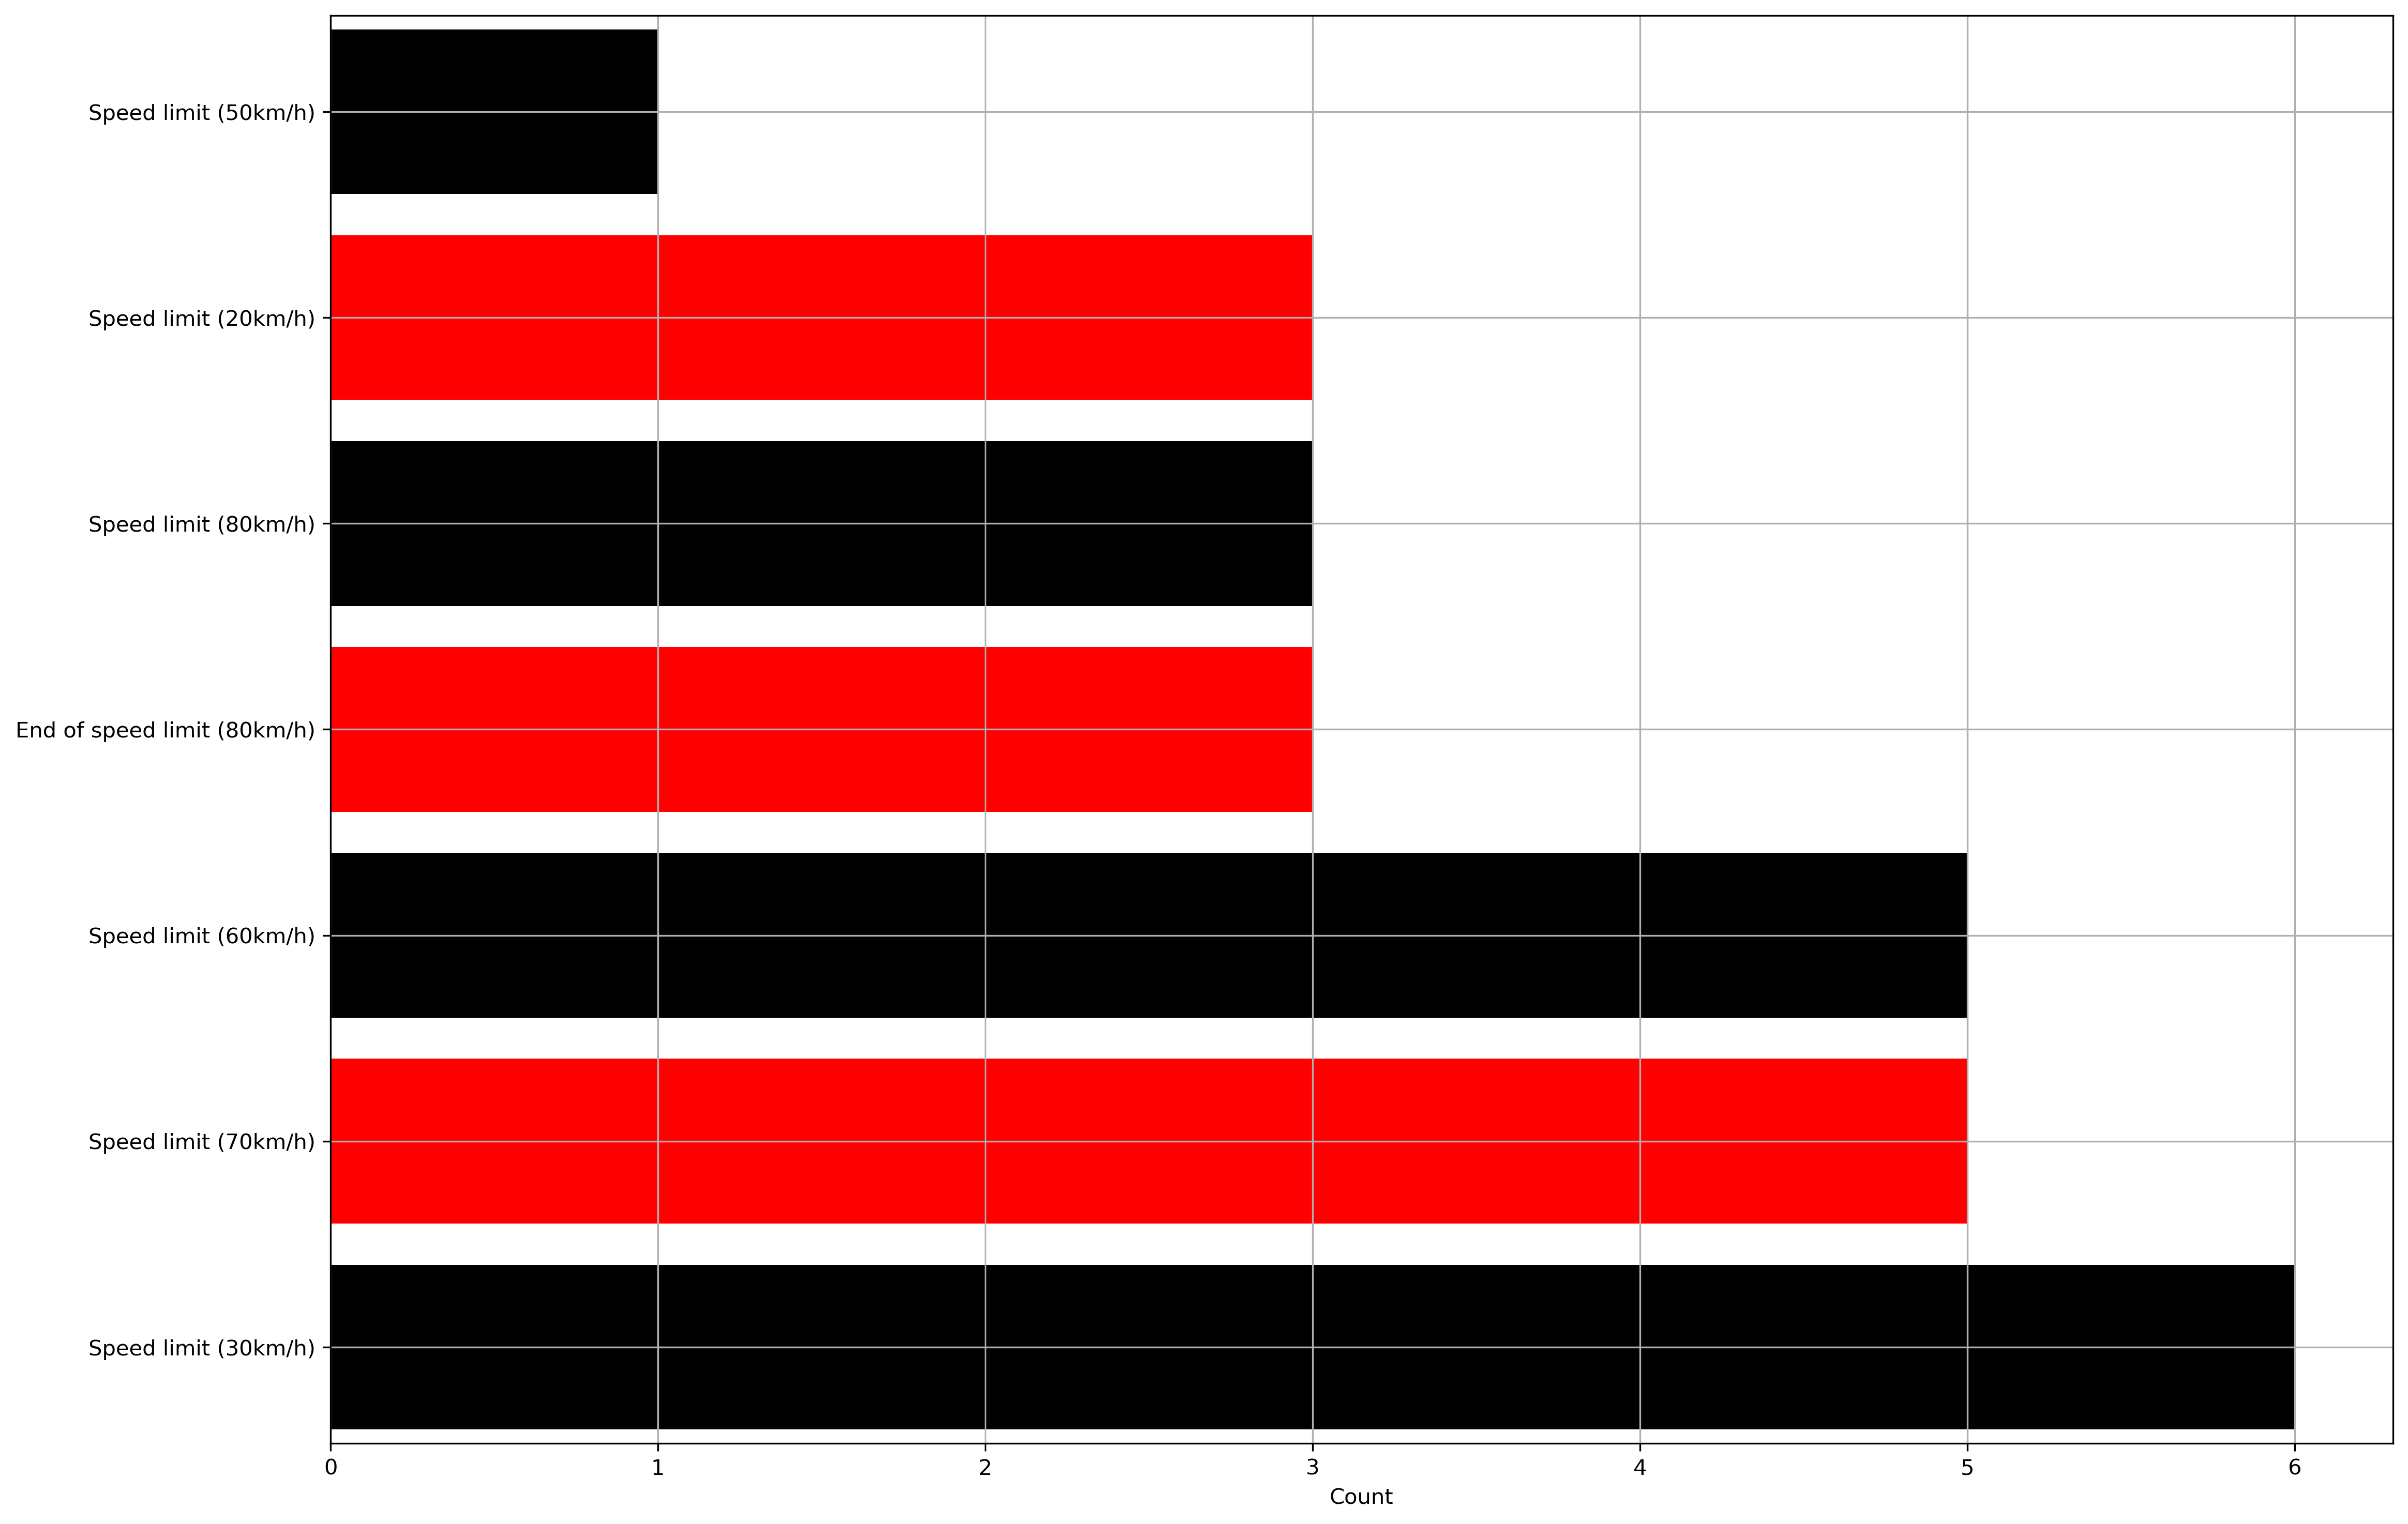 Speed limit (50km/h)
Speed limit (20km/h)
Speed limit (80km/h)
End of speed limit (80km/h)
Speed limit (60km/h)
Speed limit (70km/h)
Speed limit (30km/h)
0 1 2 3 4 5 6
Count